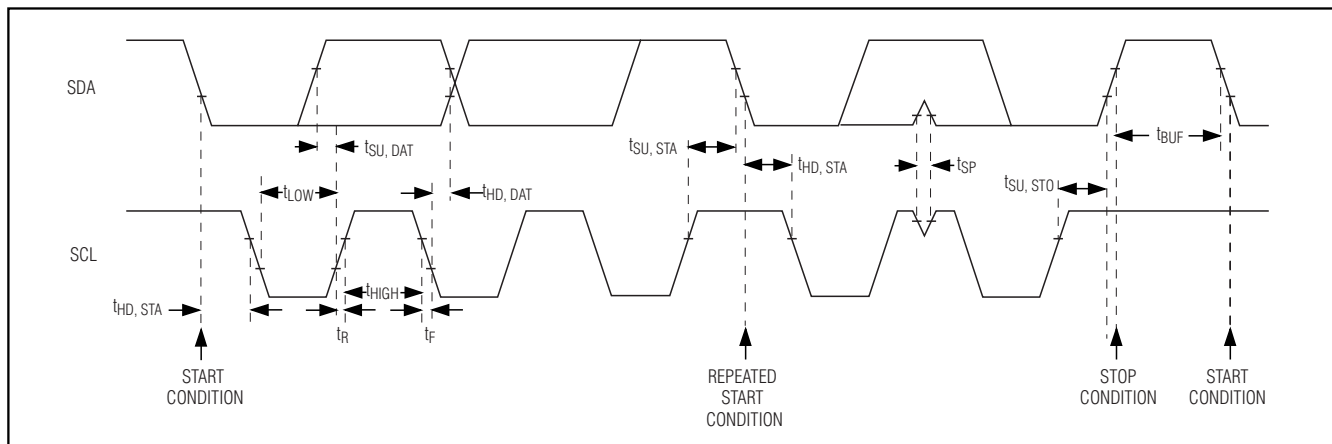 SDA
tSU, DAT
tSU, STA
tHD, STA
tSP
tBUF
tLOW
tHD, DAT
tSU, STO
SCL
tHD, STA
tHIGH
tR
tF
START
CONDITION
REPEATED
START
CONDITION
STOP
CONDITION
START
CONDITION